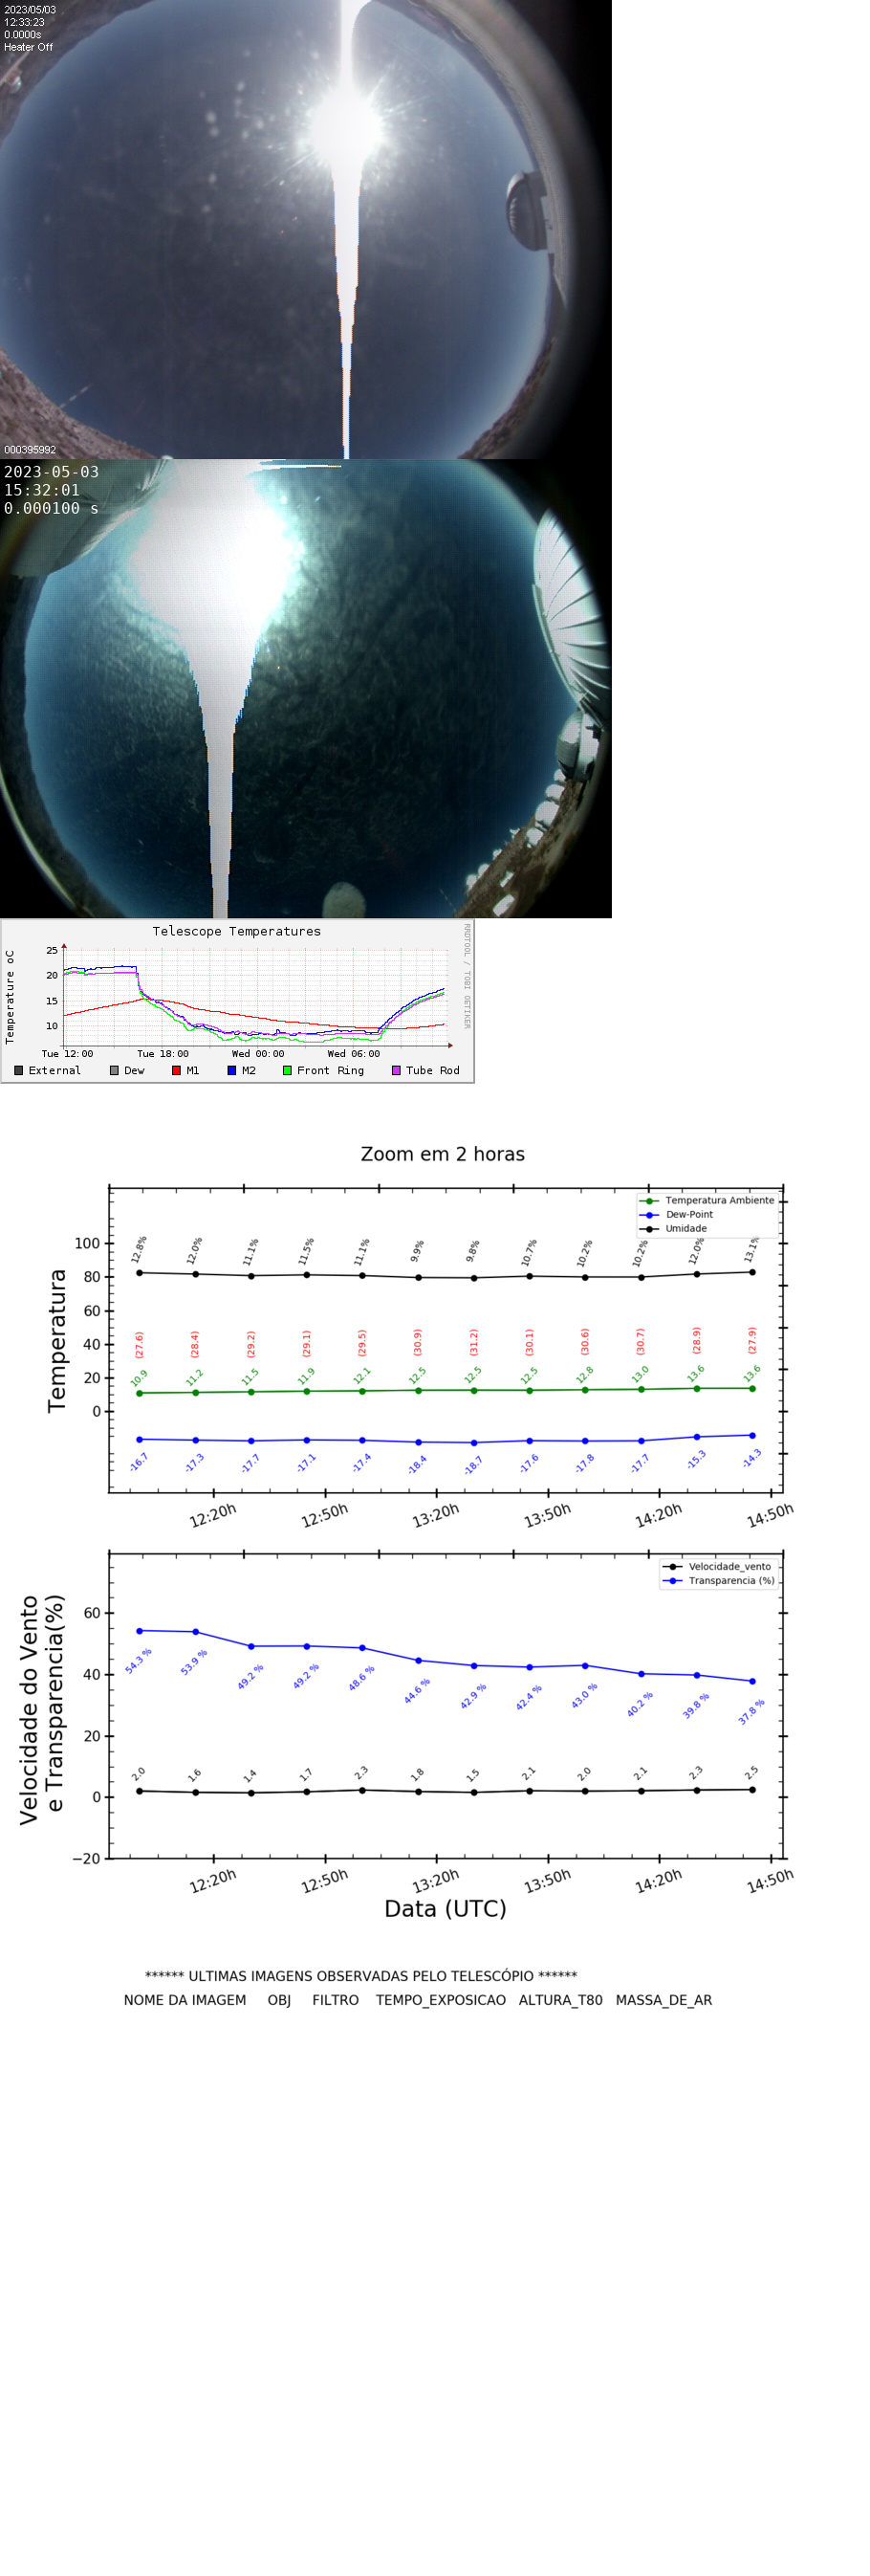 2023/05/03
12:33:23
0.0000s
Heater Off
000395992
2023-05-03
15:32:01
0.000100 s
Telescope Temperatures
RRDTOOL / TOBI OETIKER
Temperature oC
25
20
15
10
Tue 12:00 Tue 18:00 Wed 00:00 Wed 06:00
External Dew M1 M2 Front Ring Tube Rod
Zoom em 2 horas
Temperatura Ambiente
Dew-Point
Umidade
Temperatura
100
80
60
40
20
0
12.8% 12.0% 11.1% 11.5% 11.1% 9.9% 9.8% 10.7% 10.2% 10.2% 12.0% 13.1%
(27.6) (28.4) (29.2) (29.1) (29.5) (30.9) (31.2) (30.1) (30.6) (30.7) (28.9) (27.9)
10.9 11.2 11.5 11.9 12.1 12.5 12.5 12.5 12.8 13.0 13.6 13.6
-16.7 -17.3 -17.7 -17.1 -17.4 -18.4 -18.7 -17.6 -17.8 -17.7 -15.3 -14.3
12:20h 12:50h 13:20h 13:50h 14:20h 14:50h
Velocidade_vento
Transparencia (%)
Velocidade do Vento
e Transparencia(%)
60
40
20
0
−20
54.3 % 53.9 % 49.2 % 49.2 % 48.6 % 44.6 % 42.9 % 42.4 % 43.0 % 40.2 % 39.8 % 37.8 %
2.0 1.6 1.4 1.7 2.3 1.8 1.5 2.1 2.0 2.1 2.3 2.5
12:20h 12:50h 13:20h 13:50h 14:20h 14:50h
Data (UTC)
****** ULTIMAS IMAGENS OBSERVADAS PELO TELESCÓPIO ******
NOME DA IMAGEM OBJ FILTRO TEMPO_EXPOSICAO ALTURA_T80 MASSA_DE_AR